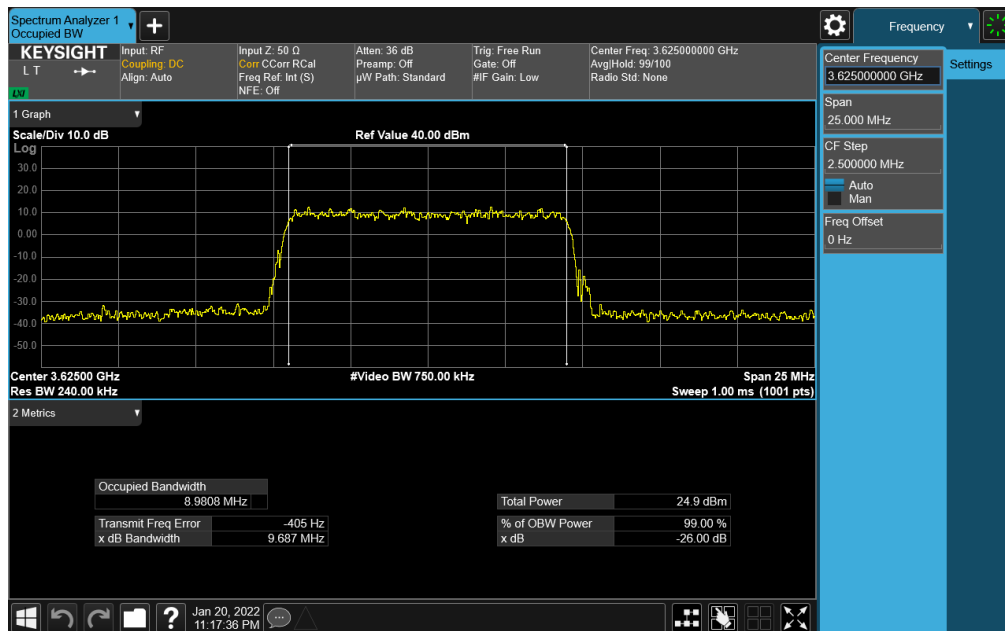 Spectrum Analyzer 1
Occupied BW
Frequency
KEYSIGHT
L T
LXI
Input: RF
Coupling: DC
Align: Auto
Input Z: 50 Ω
Corr CCorr RCal
Freq Ref: Int (S)
NFE: Off
Atten: 36 dB
Preamp: Off
µW Path: Standard
Trig: Free Run
Gate: Off
#IF Gain: Low
Center Freq: 3.625000000 GHz
Avg|Hold: 99/100
Radio Std: None
Center Frequency
3.625000000 GHz
Settings
Span
25.000 MHz
CF Step
2.500000 MHz
Auto
Man
Freq Offset
0 Hz
1 Graph
Scale/Div 10.0 dB
Ref Value 40.00 dBm
Log
30.0
20.0
10.0
0.00
-10.0
-20.0
-30.0
-40.0
-50.0
Center 3.62500 GHz
#Video BW 750.00 kHz
Span 25 MHz
Res BW 240.00 kHz
Sweep 1.00 ms (1001 pts)
2 Metrics
Occupied Bandwidth
8.9808 MHz
Total Power 24.9 dBm
Transmit Freq Error -405 Hz
% of OBW Power 99.00 %
x dB Bandwidth 9.687 MHz
x dB -26.00 dB
Jan 20, 2022
11:17:36 PM